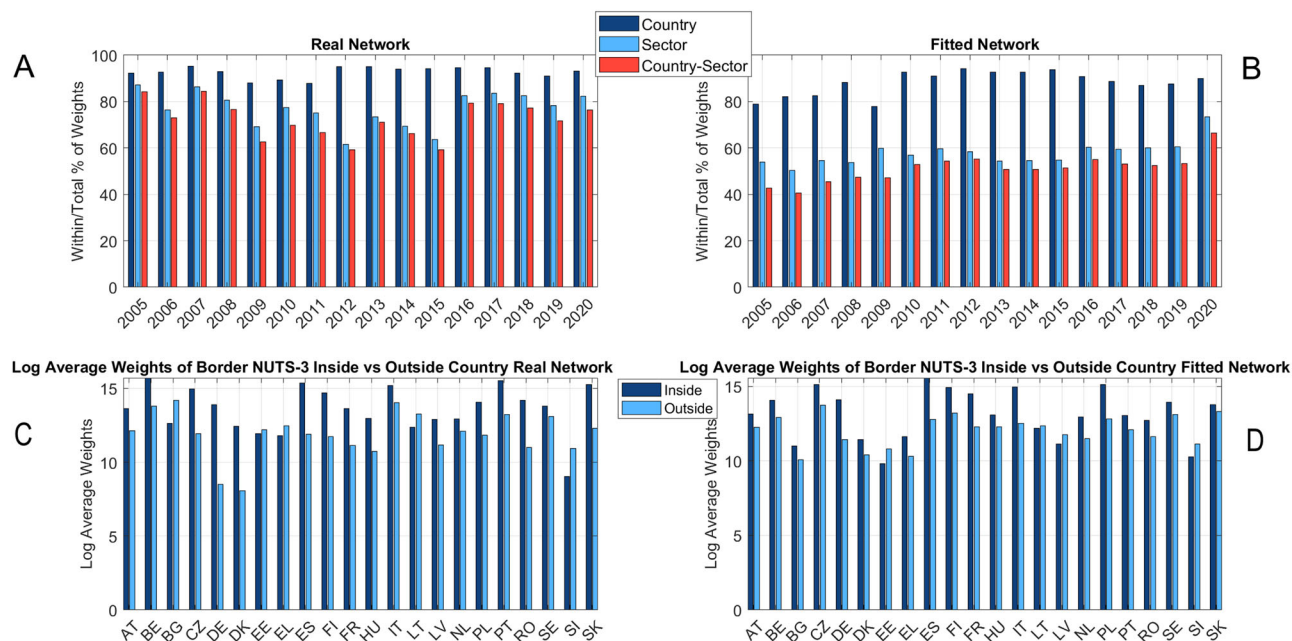 A
Real Network
Within/Total % of Weights
100
80
60
40
20
0
2005 2006 2007 2008 2009 2010 2011 2012 2013 2014 2015 2016 2017 2018 2019 2020
Country
Sector
Country-Sector
Fitted Network
B
Within/Total % of Weights
100
80
60
40
20
0
2005 2006 2007 2008 2009 2010 2011 2012 2013 2014 2015 2016 2017 2018 2019 2020
Log Average Weights of Border NUTS-3 Inside vs Outside Country Real Network
C
Log Average Weights
15
10
5
0
AT BE BG CZ DE DK EE EL ES FI FR HU IT LT LV NL PL PT RO SE SI SK
Inside
Outside
Log Average Weights of Border NUTS-3 Inside vs Outside Country Fitted Network
D
Log Average Weights
15
10
5
0
AT BE BG CZ DE DK EE EL ES FI FR HU IT LT LV NL PL PT RO SE SI SK